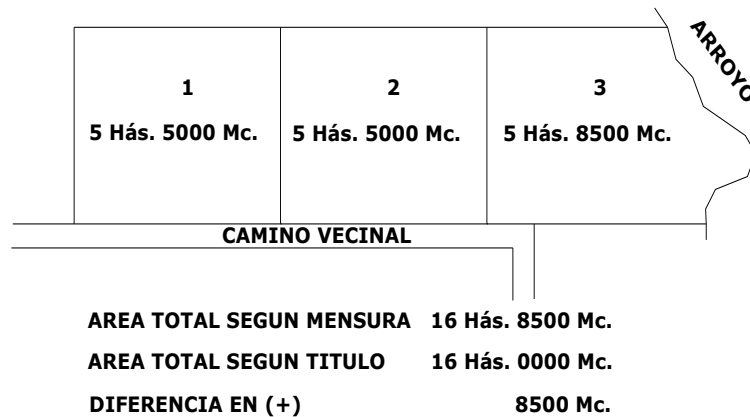 ARROYO
1 2 3
5 Hás. 5000 Mc. 5 Hás. 5000 Mc. 5 Hás. 8500 Mc.
CAMINO VECINAL
AREA TOTAL SEGUN MENSURA 16 Hás. 8500 Mc.
AREA TOTAL SEGUN TITULO 16 Hás. 0000 Mc.
DIFERENCIA EN (+) 8500 Mc.